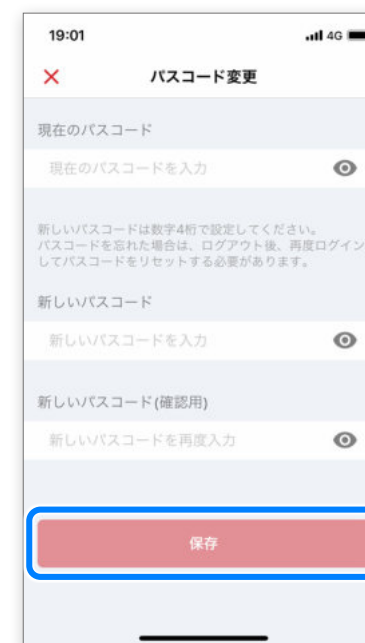 19:01 4G
パスコード変更
現在のパスコード
現在のパスコードを入力
新しいパスコードは数字4桁で設定してください。
パスコードを忘れた場合は、ログアウト後、再度ログイン
してパスコードをリセットする必要があります。
新しいパスコード
新しいパスコードを入力
新しいパスコード(確認用)
新しいパスコードを再度入力
保存